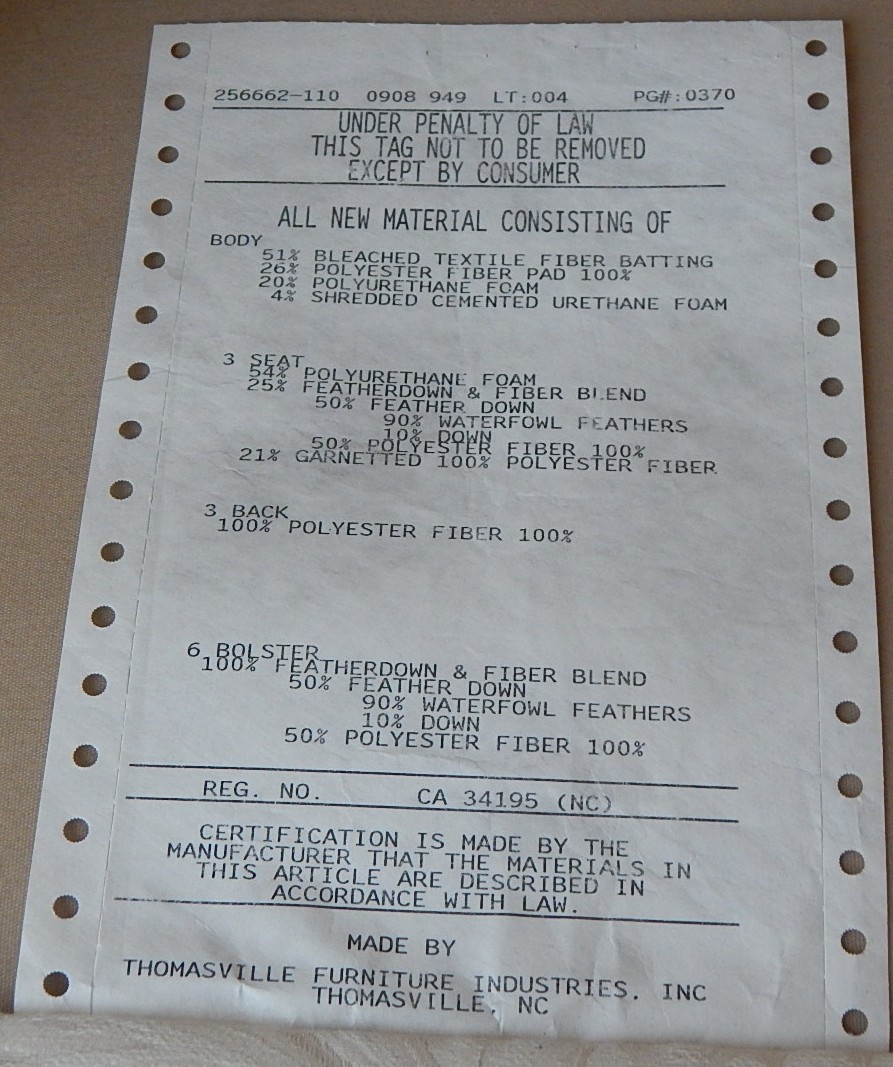 256662-110 0908 949 LT:004 PG#:0370
UNDER PENALTY OF LAW
THIS TAG NOT TO BE REMOVED
EXCEPT BY CONSUMER
ALL NEW MATERIAL CONSISTING OF
BODY
51% BLEACHED TEXTILE FIBER BATTING
26% POLYESTER FIBER PAD 100%
20% POLYURETHANE FOAM
4% SHREDDED CEMENTED URETHANE FOAM
3 SEAT
54% POLYURETHANE FOAM
25% FEATHERDOWN & FIBER BLEND
50% FEATHER DOWN
90% WATERFOWL FEATHERS
10% DOWN
50% POLYESTER FIBER 100%
21% GARNETTED 100% POLYESTER FIBER
3 BACK
100% POLYESTER FIBER 100%
6 BOLSTER
100% FEATHERDOWN & FIBER BLEND
50% FEATHER DOWN
90% WATERFOWL FEATHERS
10% DOWN
50% POLYESTER FIBER 100%
REG. NO. CA 34195 (NC)
CERTIFICATION IS MADE BY THE
MANUFACTURER THAT THE MATERIALS IN
THIS ARTICLE ARE DESCRIBED IN
ACCORDANCE WITH LAW.
MADE BY
THOMASVILLE FURNITURE INDUSTRIES, INC
THOMASVILLE, NC